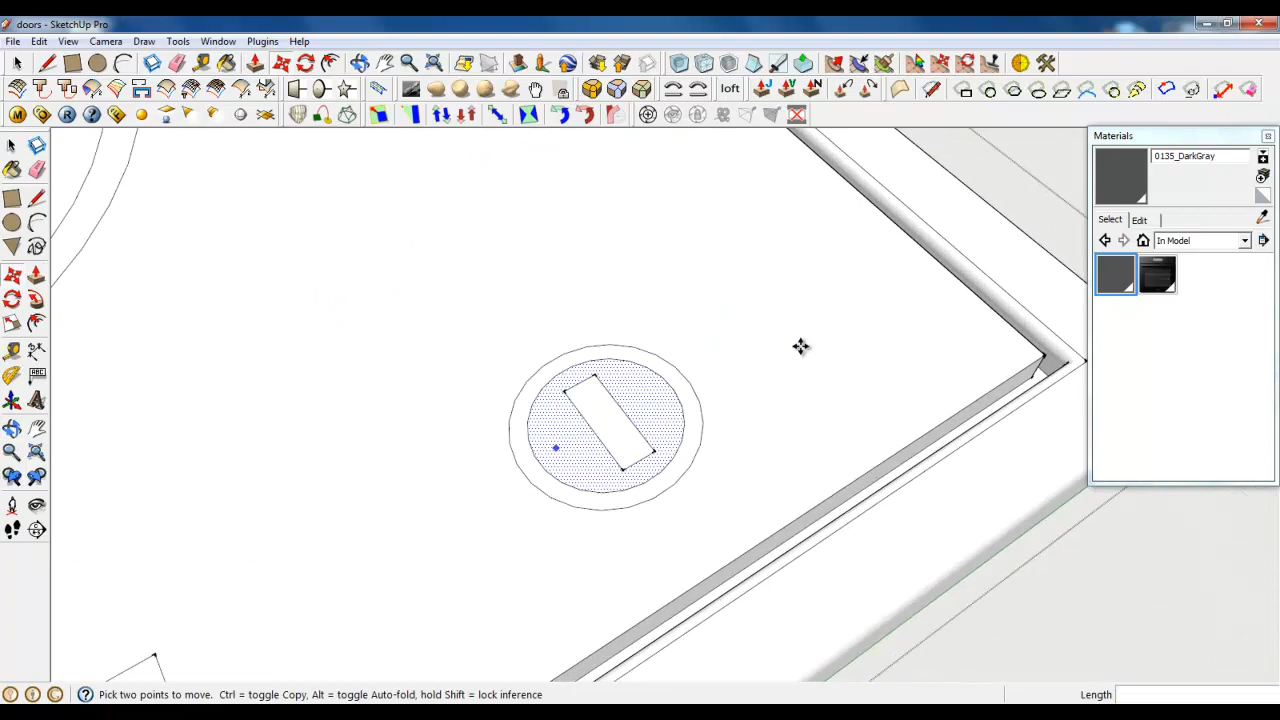 doors - SketchUp Pro
File Edit View Camera Draw Tools Window Plugins Help
loft
M Q R ? E
Materials
0135_DarkGray
Select Edit
In Model
ABC
Pick two points to move. Ctrl = toggle Copy, Alt = toggle Auto-fold, hold Shift = lock inference
Length